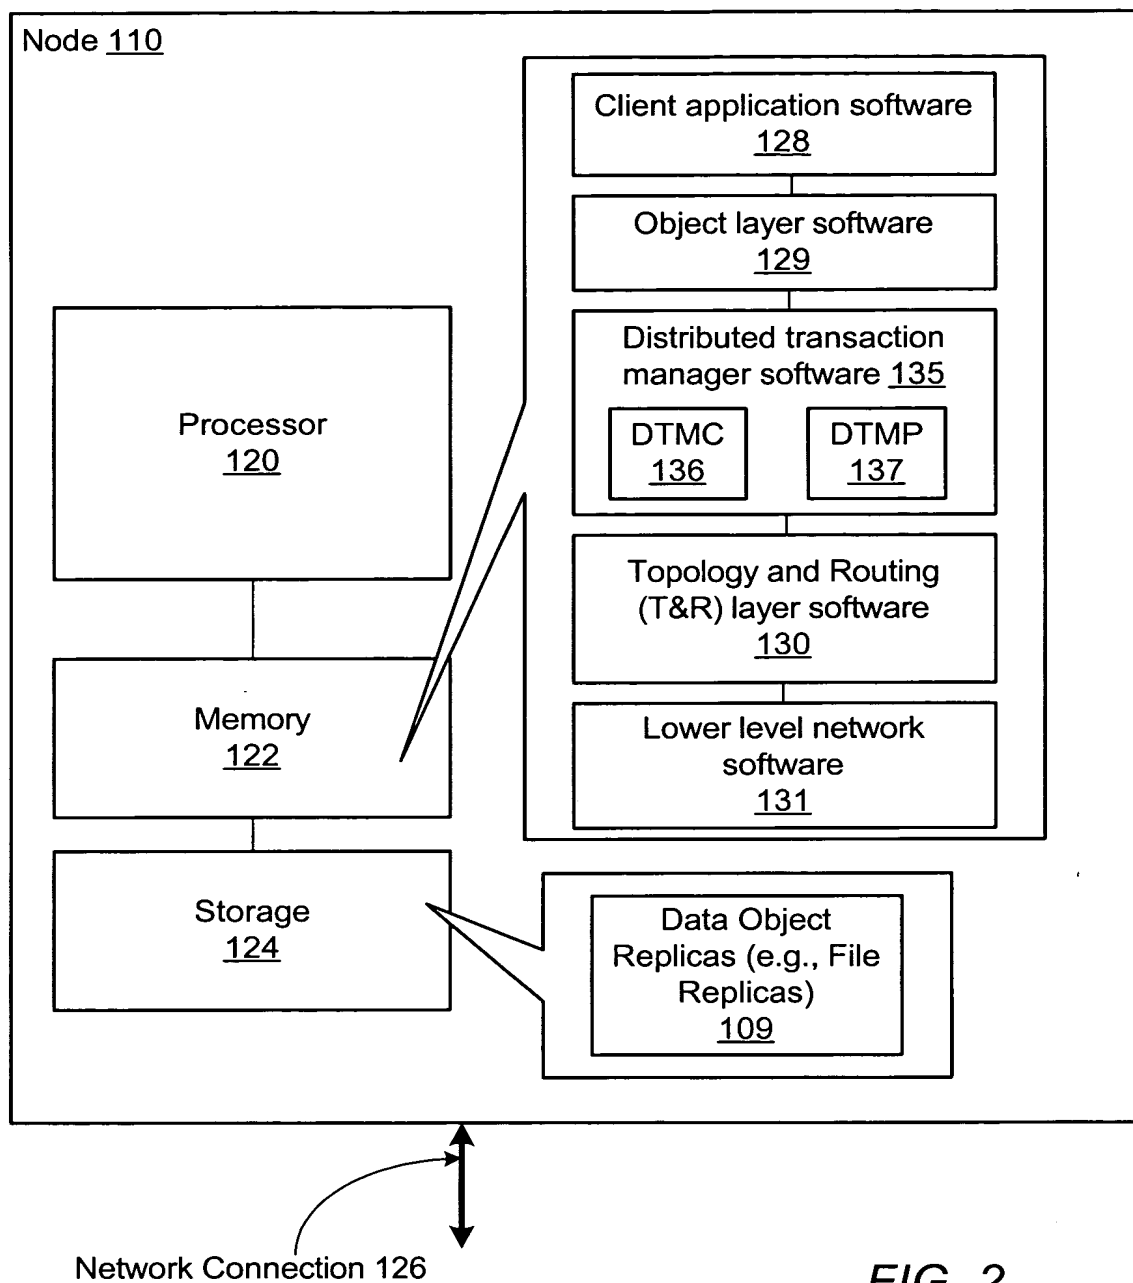 Node 110
Client application software
128
Object layer software
129
Distributed transaction
manager software 135
DTMC
136
DTMP
137
Topology and Routing
(T&R) layer software
130
Lower level network
software
131
Processor
120
Memory
122
Storage
124
Data Object
Replicas (e.g., File
Replicas)
109
Network Connection 126
FIG. 2